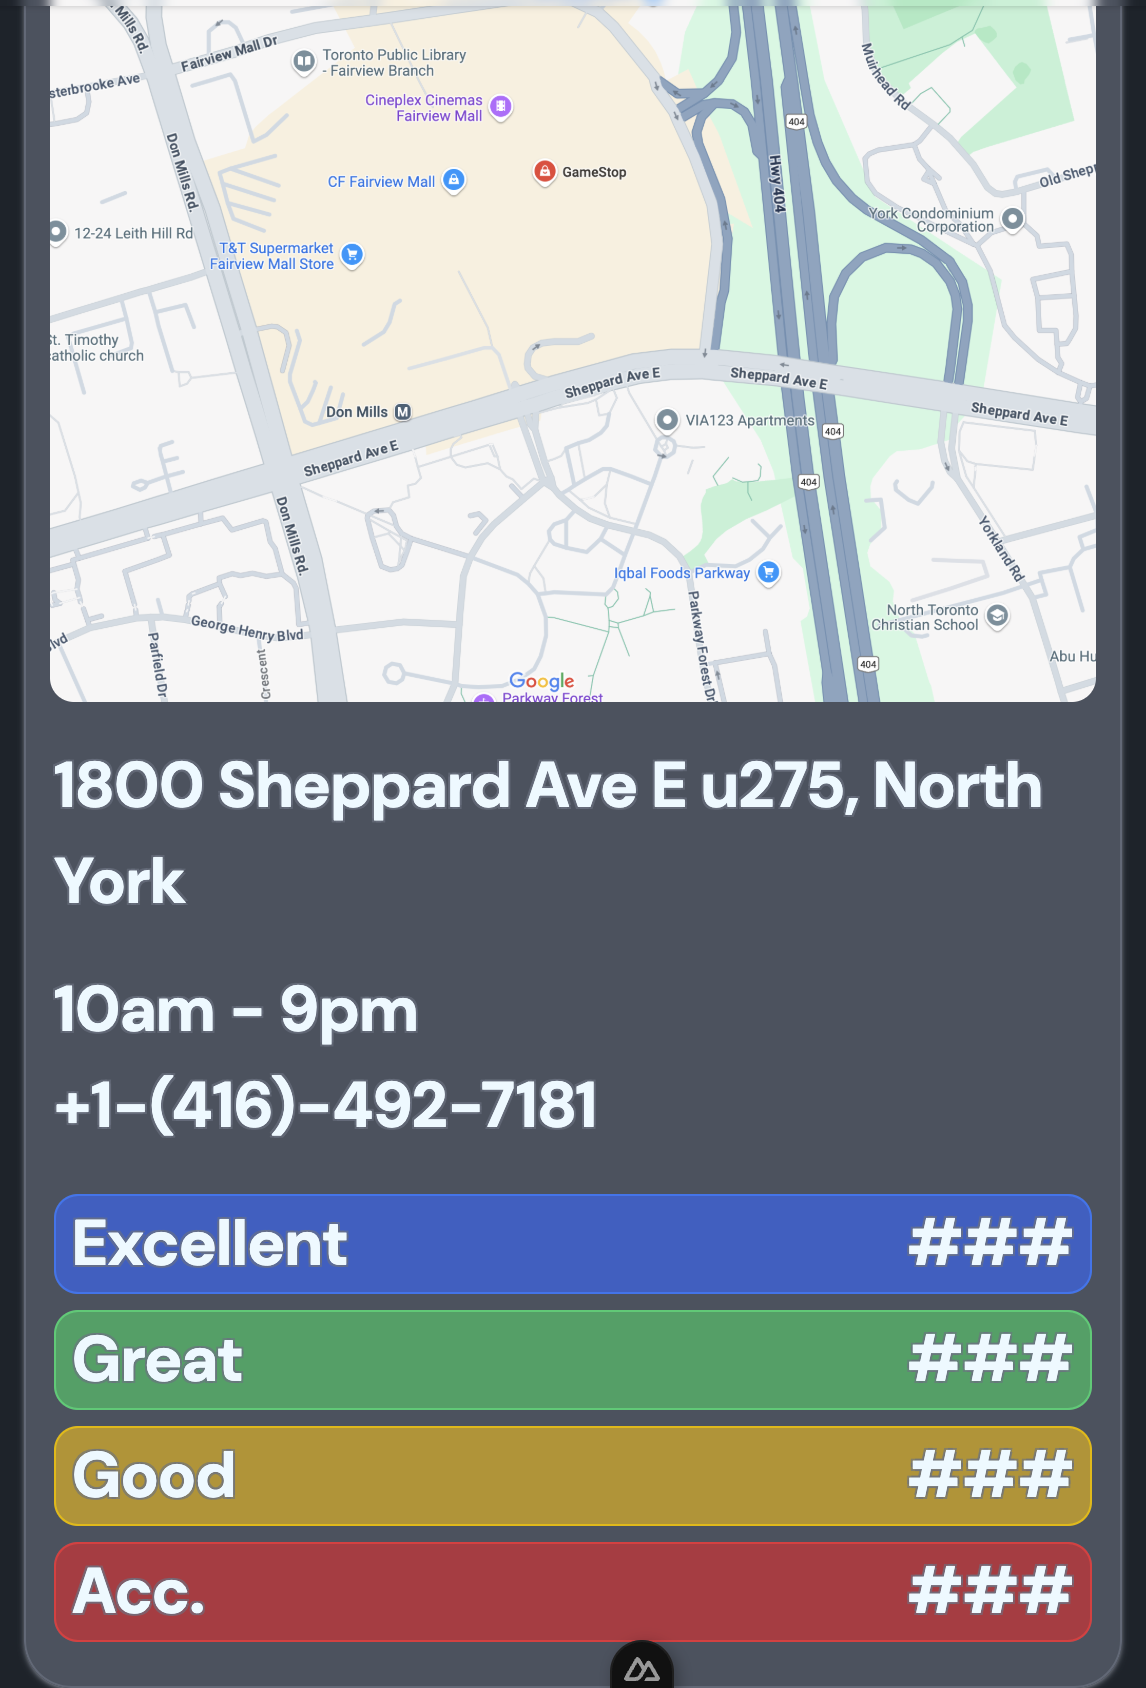 Mills Rd.
Fairview Mall Dr
sterbrooke Ave
Toronto Public Library
- Fairview Branch
Cineplex Cinemas
Fairview Mall
Muirhead Rd
404
Don Mills Rd.
Hwy 404
CF Fairview Mall
GameStop
Old Shepp
York Condominium
Corporation
12-24 Leith Hill Rd
T&T Supermarket
Fairview Mall Store
St. Timothy
catholic church
Sheppard Ave E
Sheppard Ave E
Sheppard Ave E
Don Mills
M
VIA123 Apartments
404
Sheppard Ave E
404
Don Mills Rd.
Yorkland Rd
Iqbal Foods Parkway
North Toronto
Christian School
George Henry Blvd
lvd
Parfield Dr
Crescent
Parkway Forest Dr
Abu Hu
404
Google
Parkway Forest
1800 Sheppard Ave E u275, North
York
10am - 9pm
+1-(416)-492-7181
Excellent ###
Great ###
Good ###
Acc. ###